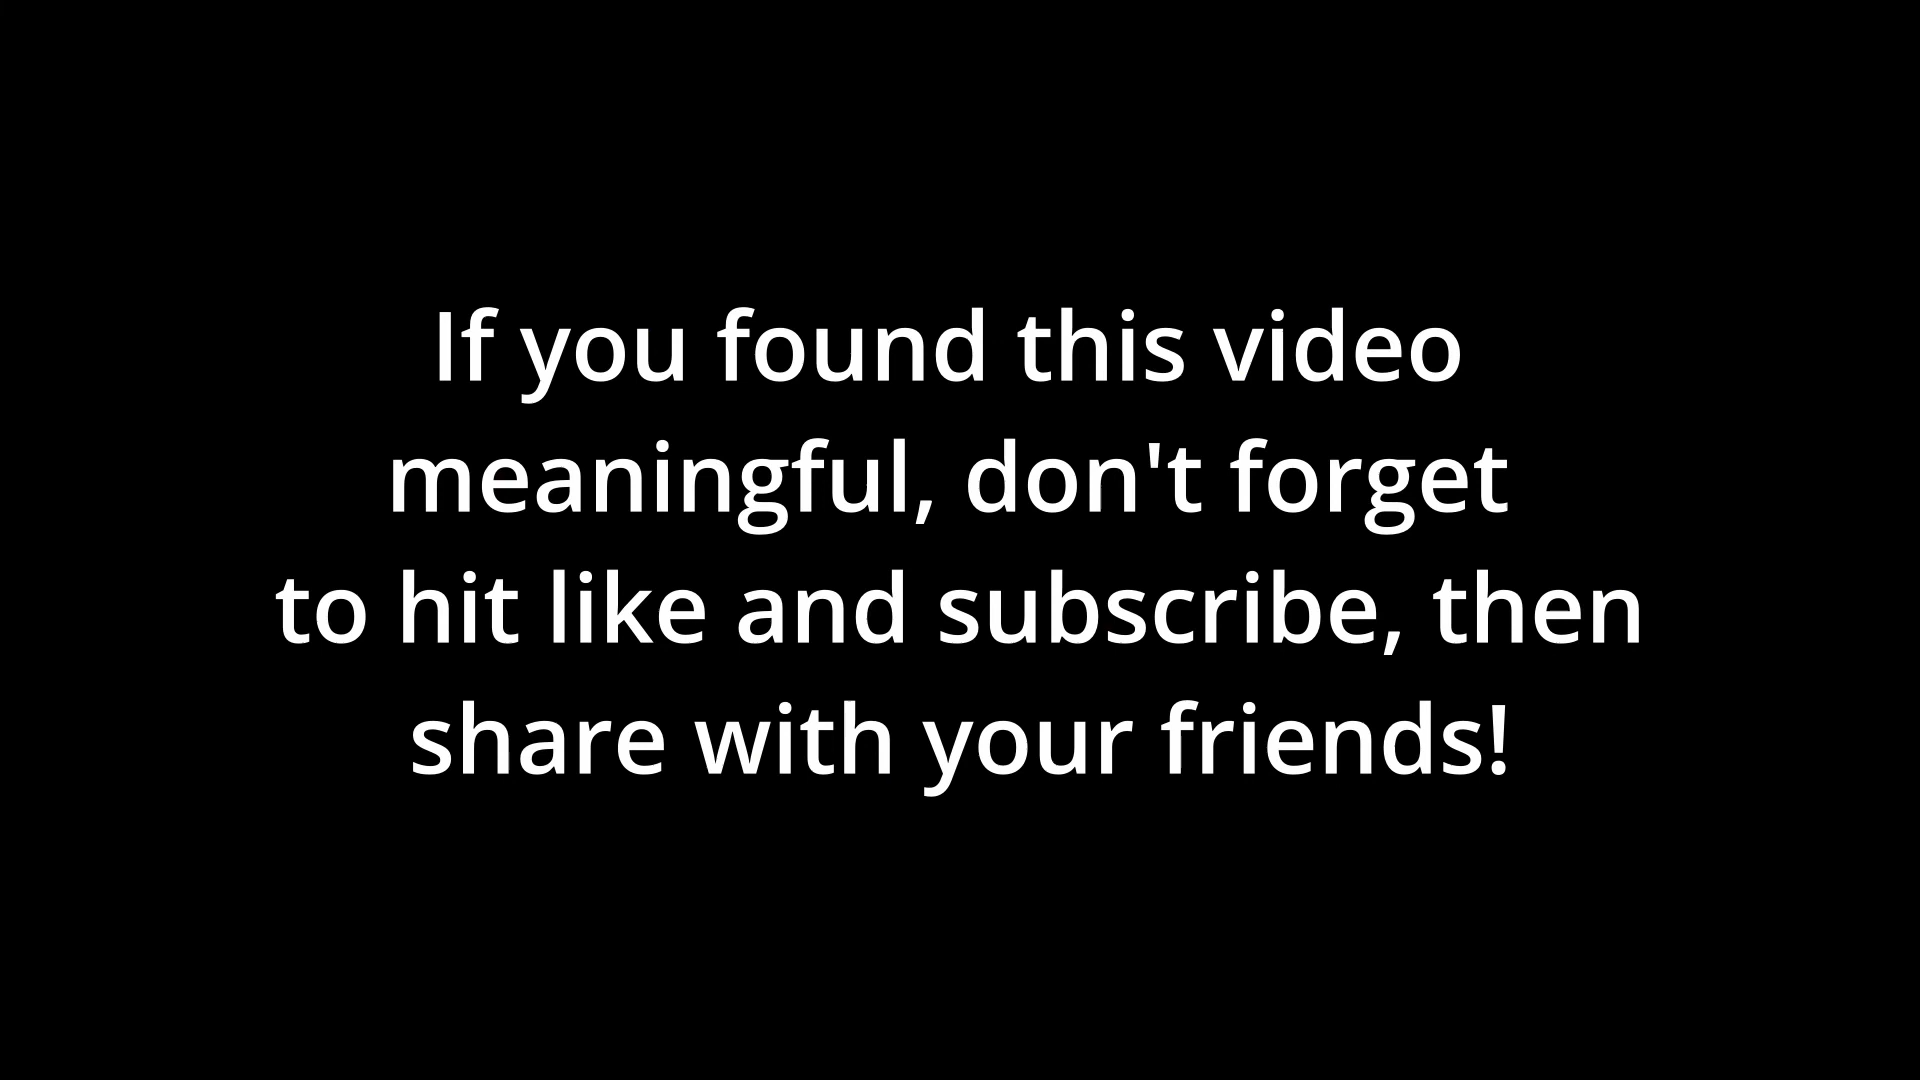 If you found this video
meaningful, don't forget
to hit like and subscribe, then
share with your friends!